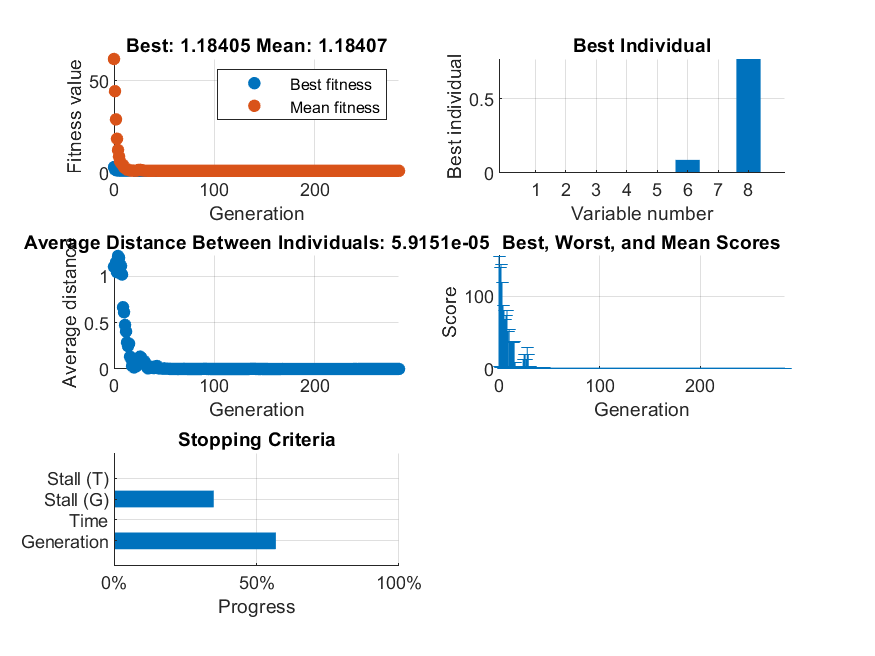 Best: 1.18405 Mean: 1.18407
Fitness value
50
0
Best fitness
Mean fitness
0 100 200
Generation
Best Individual
Best individual
0.5
0
1 2 3 4 5 6 7 8
Variable number
Average Distance Between Individuals: 5.9151e-05
Average distance
1
0.5
0
0 100 200
Generation
Best, Worst, and Mean Scores
Score
100
0
0 100 200
Generation
Stopping Criteria
Stall (T)
Stall (G)
Time
Generation
0% 50% 100%
Progress